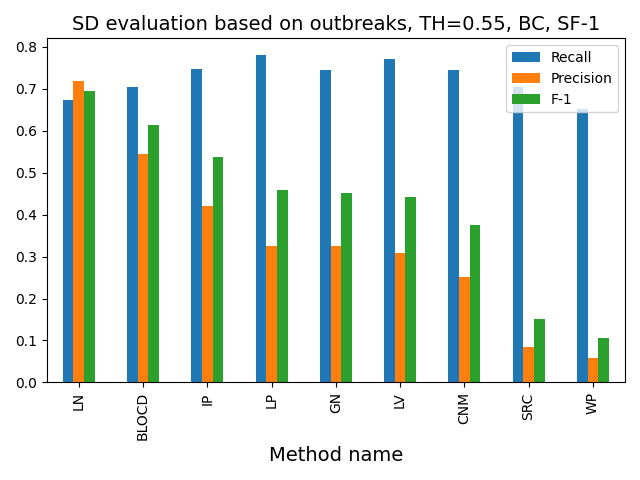 SD evaluation based on outbreaks, TH=0.55, BC, SF-1
0.8
0.7
0.6
0.5
0.4
0.3
0.2
0.1
0.0
Recall
Precision
F-1
LN
BLOCD
IP
LP
GN
LV
CNM
SRC
WP
Method name